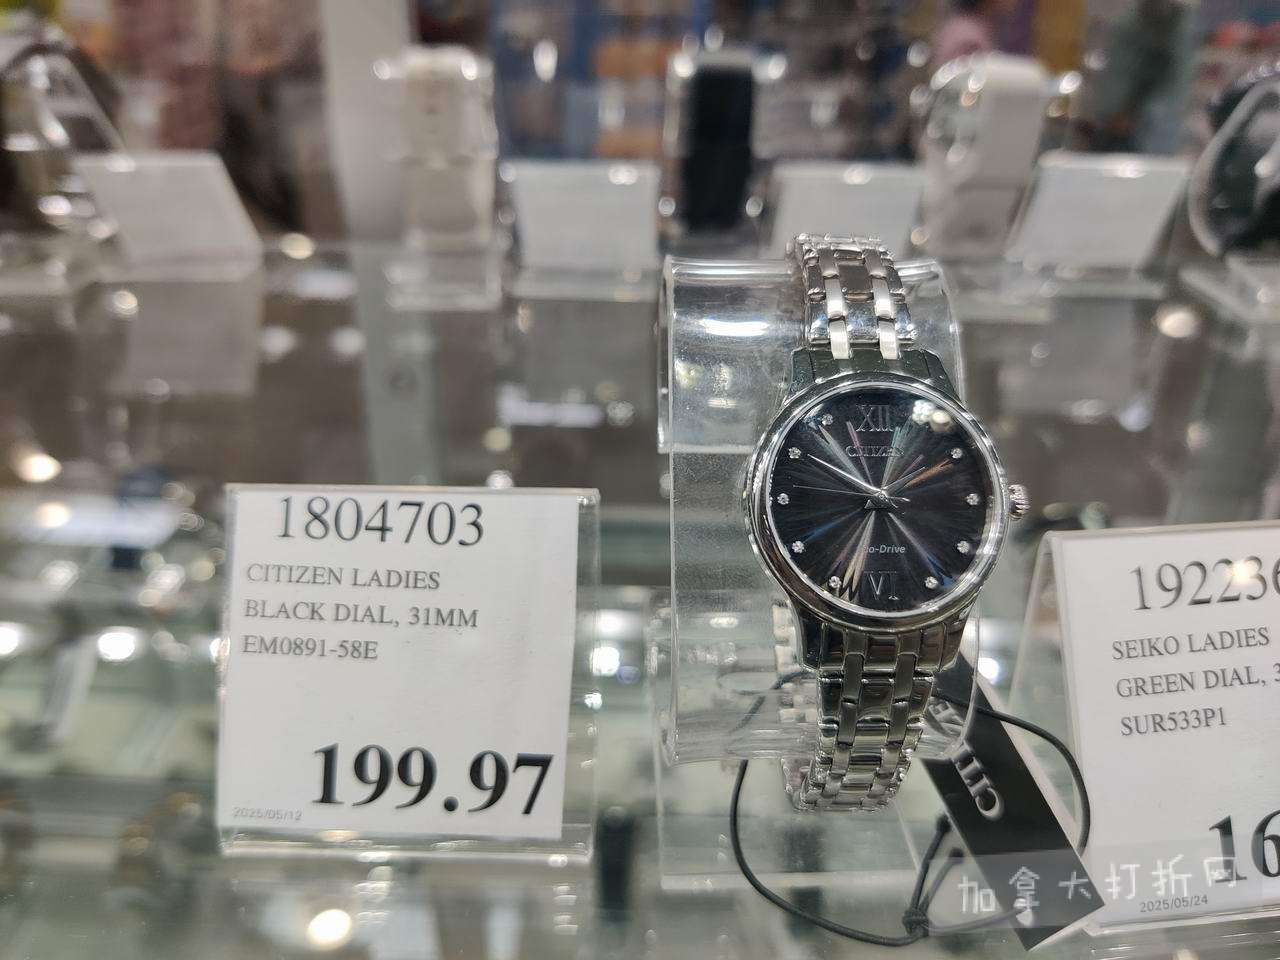 1804703
CITIZEN LADIES
BLACK DIAL, 31MM
EM0891-58E
199.97
2025/05/12
XII
CITIZEN
Eco-Drive
VI
CITIZEN
SEIKO LADIES
GREEN DIAL, 3
SUR533P1
16
2025/05/24
加拿大打折网